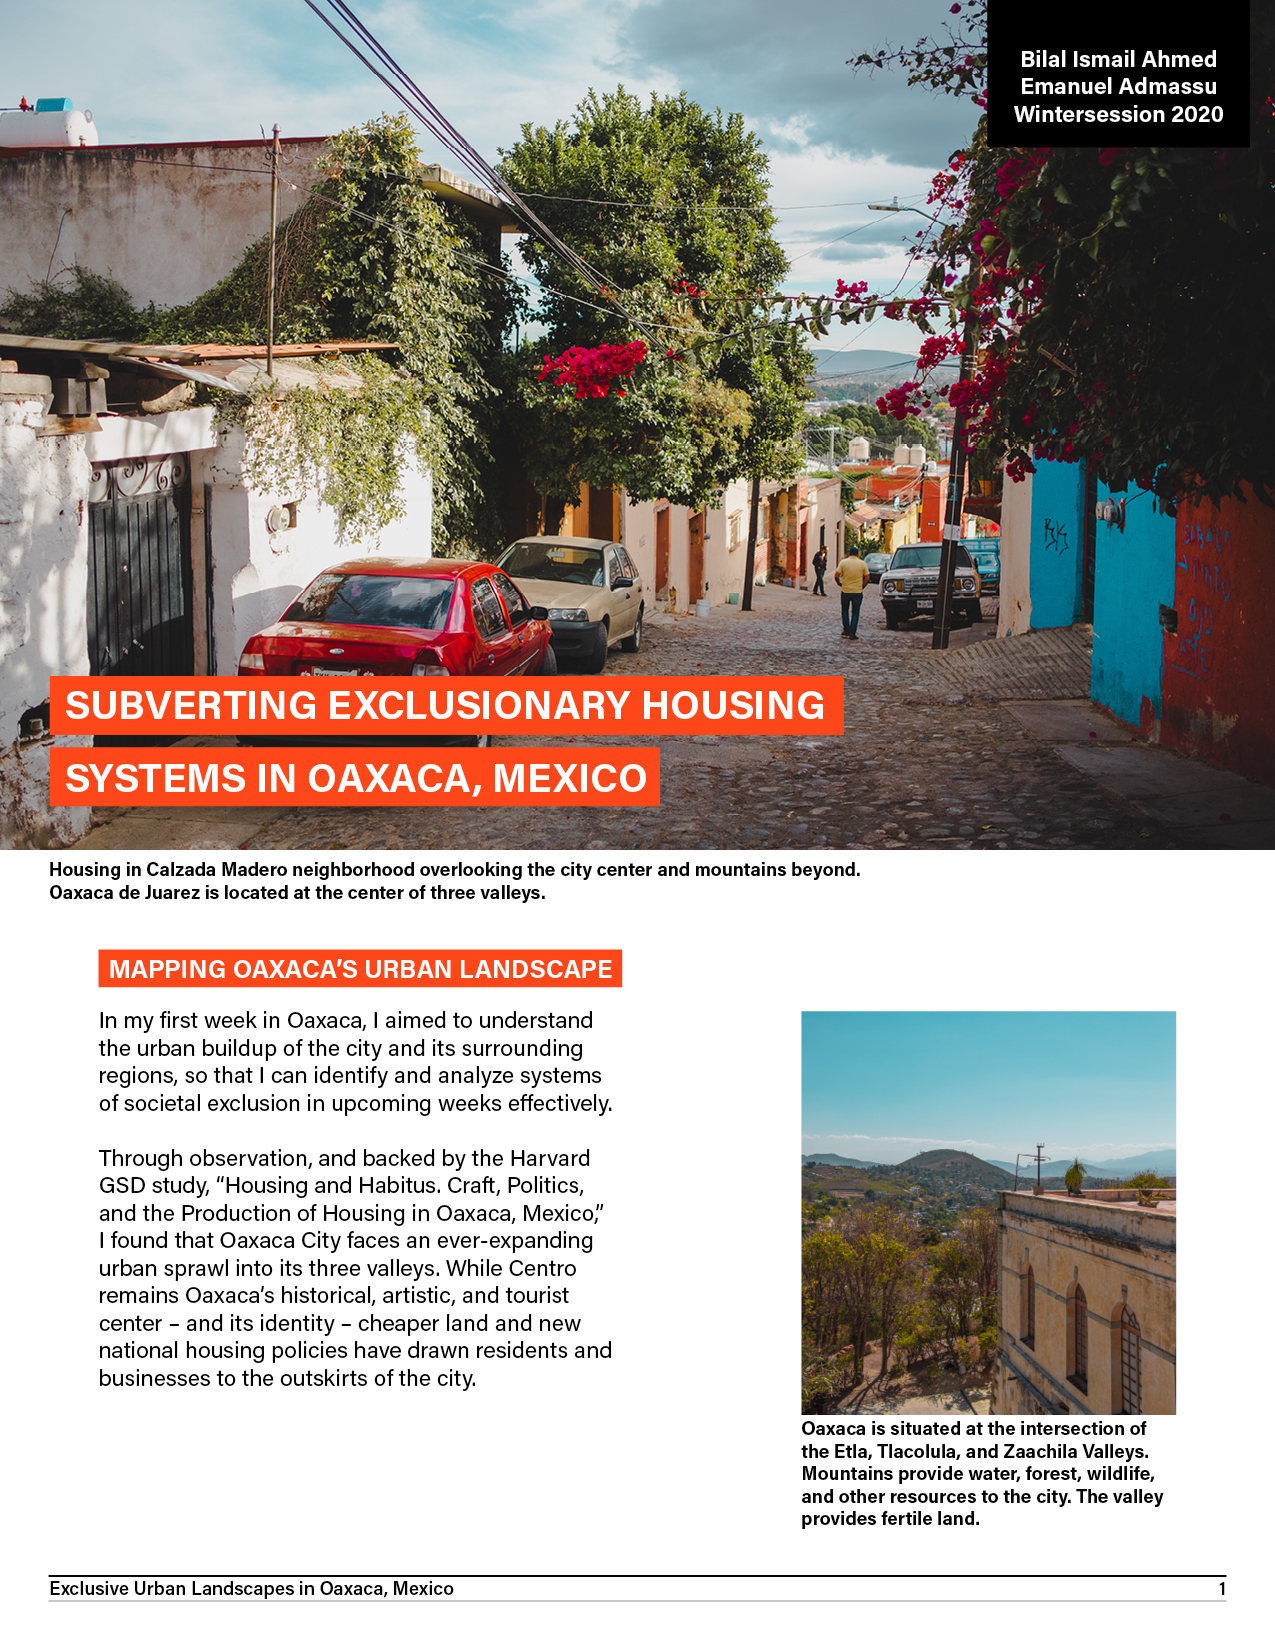 Bilal Ismail Ahmed
Emanuel Admassu
Wintersession 2020
SUBVERTING EXCLUSIONARY HOUSING
SYSTEMS IN OAXACA, MEXICO
Housing in Calzada Madero neighborhood overlooking the city center and mountains beyond.
Oaxaca de Juarez is located at the center of three valleys.
MAPPING OAXACA’S URBAN LANDSCAPE
In my first week in Oaxaca, I aimed to understand
the urban buildup of the city and its surrounding
regions, so that I can identify and analyze systems
of societal exclusion in upcoming weeks effectively.
Through observation, and backed by the Harvard
GSD study, “Housing and Habitus. Craft, Politics,
and the Production of Housing in Oaxaca, Mexico,”
I found that Oaxaca City faces an ever-expanding
urban sprawl into its three valleys. While Centro
remains Oaxaca’s historical, artistic, and tourist
center – and its identity – cheaper land and new
national housing policies have drawn residents and
businesses to the outskirts of the city.
Oaxaca is situated at the intersection of
the Etla, Tlacolula, and Zaachila Valleys.
Mountains provide water, forest, wildlife,
and other resources to the city. The valley
provides fertile land.
Exclusive Urban Landscapes in Oaxaca, Mexico
1